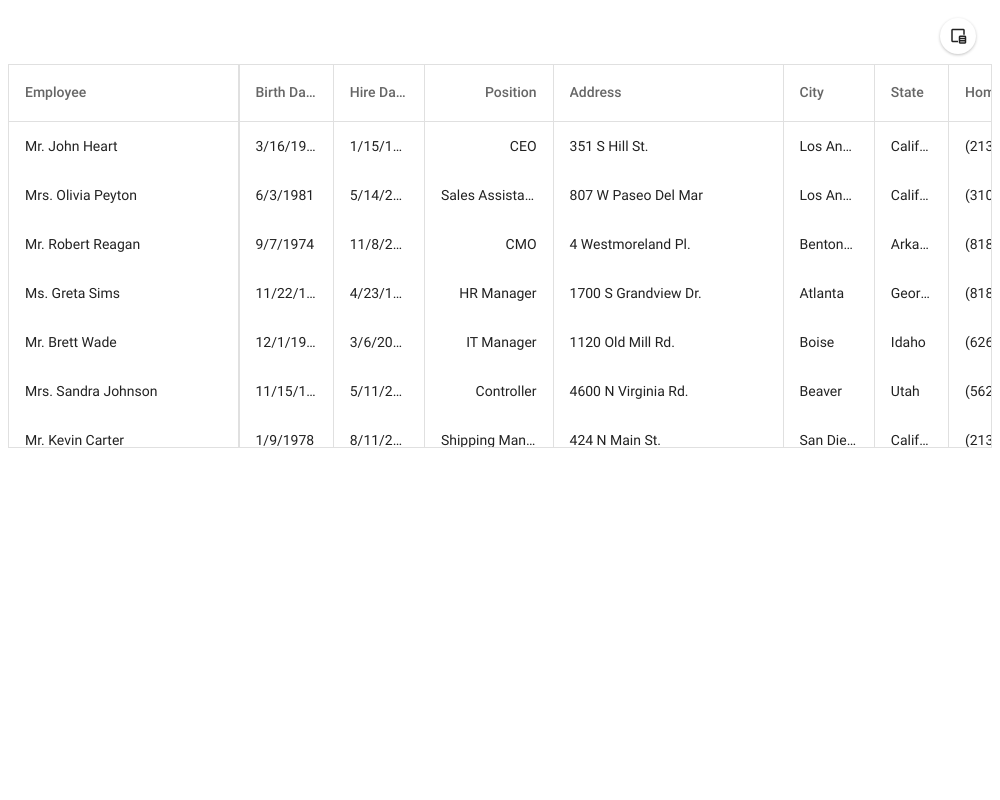 Employee Birth Da... Hire Da... Position Address City State Hom
Mr. John Heart 3/16/19... 1/15/1... CEO 351 S Hill St. Los An... Calif... (213
Mrs. Olivia Peyton 6/3/1981 5/14/2... Sales Assista... 807 W Paseo Del Mar Los An... Calif... (310
Mr. Robert Reagan 9/7/1974 11/8/2... CMO 4 Westmoreland Pl. Benton... Arka... (818
Ms. Greta Sims 11/22/1... 4/23/1... HR Manager 1700 S Grandview Dr. Atlanta Geor... (818
Mr. Brett Wade 12/1/19... 3/6/20... IT Manager 1120 Old Mill Rd. Boise Idaho (626
Mrs. Sandra Johnson 11/15/1... 5/11/2... Controller 4600 N Virginia Rd. Beaver Utah (562
Mr. Kevin Carter 1/9/1978 8/11/2... Shipping Man... 424 N Main St. San Die... Calif... (213